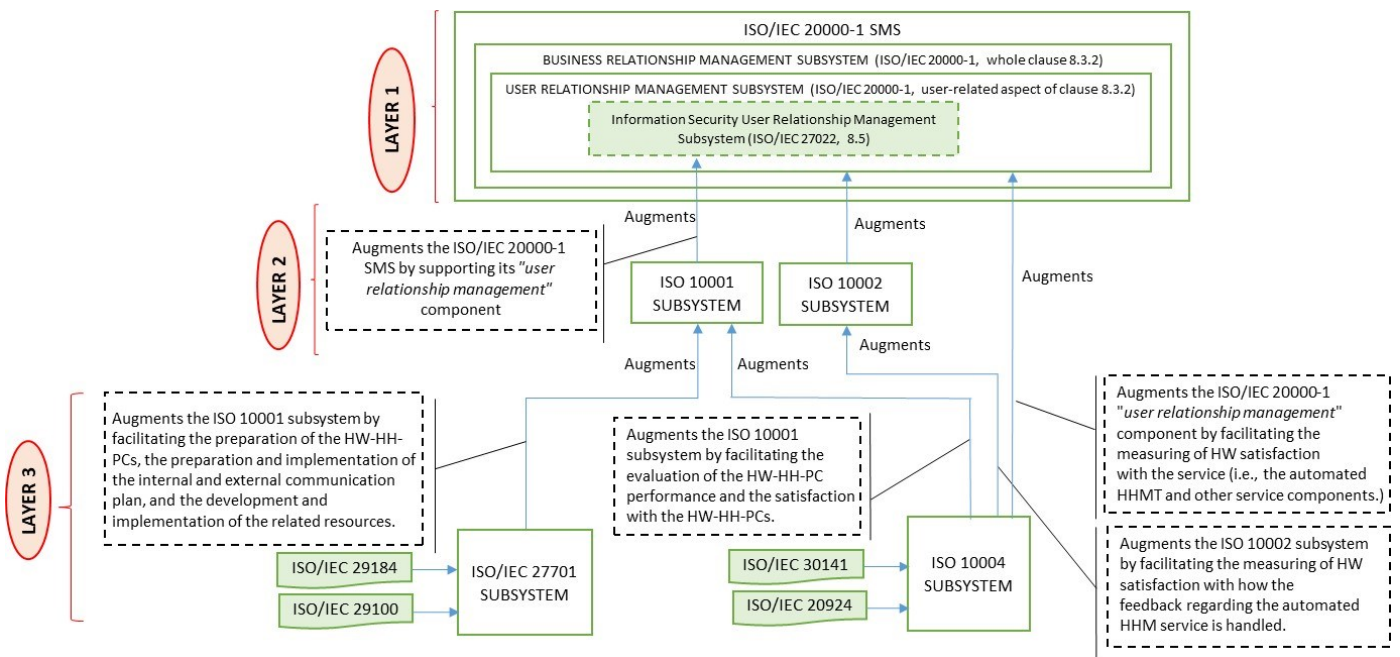 ISO/IEC 20000-1 SMS
BUSINESS RELATIONSHIP MANAGEMENT SUBSYSTEM (ISO/IEC 20000-1, whole clause 8.3.2)
USER RELATIONSHIP MANAGEMENT SUBSYSTEM (ISO/IEC 20000-1, user-related aspect of clause 8.3.2)
Information Security User Relationship Management
Subsystem (ISO/IEC 27022, 8.5)
LAYER 1
Augments
Augments
Augments
LAYER 2
Augments the ISO/IEC 20000-1
SMS by supporting its "user
relationship management"
component
ISO 10001
SUBSYSTEM
ISO 10002
SUBSYSTEM
Augments
Augments
Augments
LAYER 3
Augments the ISO 10001 subsystem by
facilitating the preparation of the HW-HH-
PCs, the preparation and implementation of
the internal and external communication
plan, and the development and
implementation of the related resources.
Augments the ISO 10001
subsystem by facilitating the
evaluation of the HW-HH-PC
performance and the satisfaction
with the HW-HH-PCs.
Augments the ISO/IEC 20000-1
"user relationship management"
component by facilitating the
measuring of HW satisfaction
with the service (i.e., the automated
HHMT and other service components.)
Augments the ISO 10002 subsystem
by facilitating the measuring of HW
satisfaction with how the
feedback regarding the automated
HHM service is handled.
ISO/IEC 29184
ISO/IEC 29100
ISO/IEC 27701
SUBSYSTEM
ISO/IEC 30141
ISO/IEC 20924
ISO 10004
SUBSYSTEM